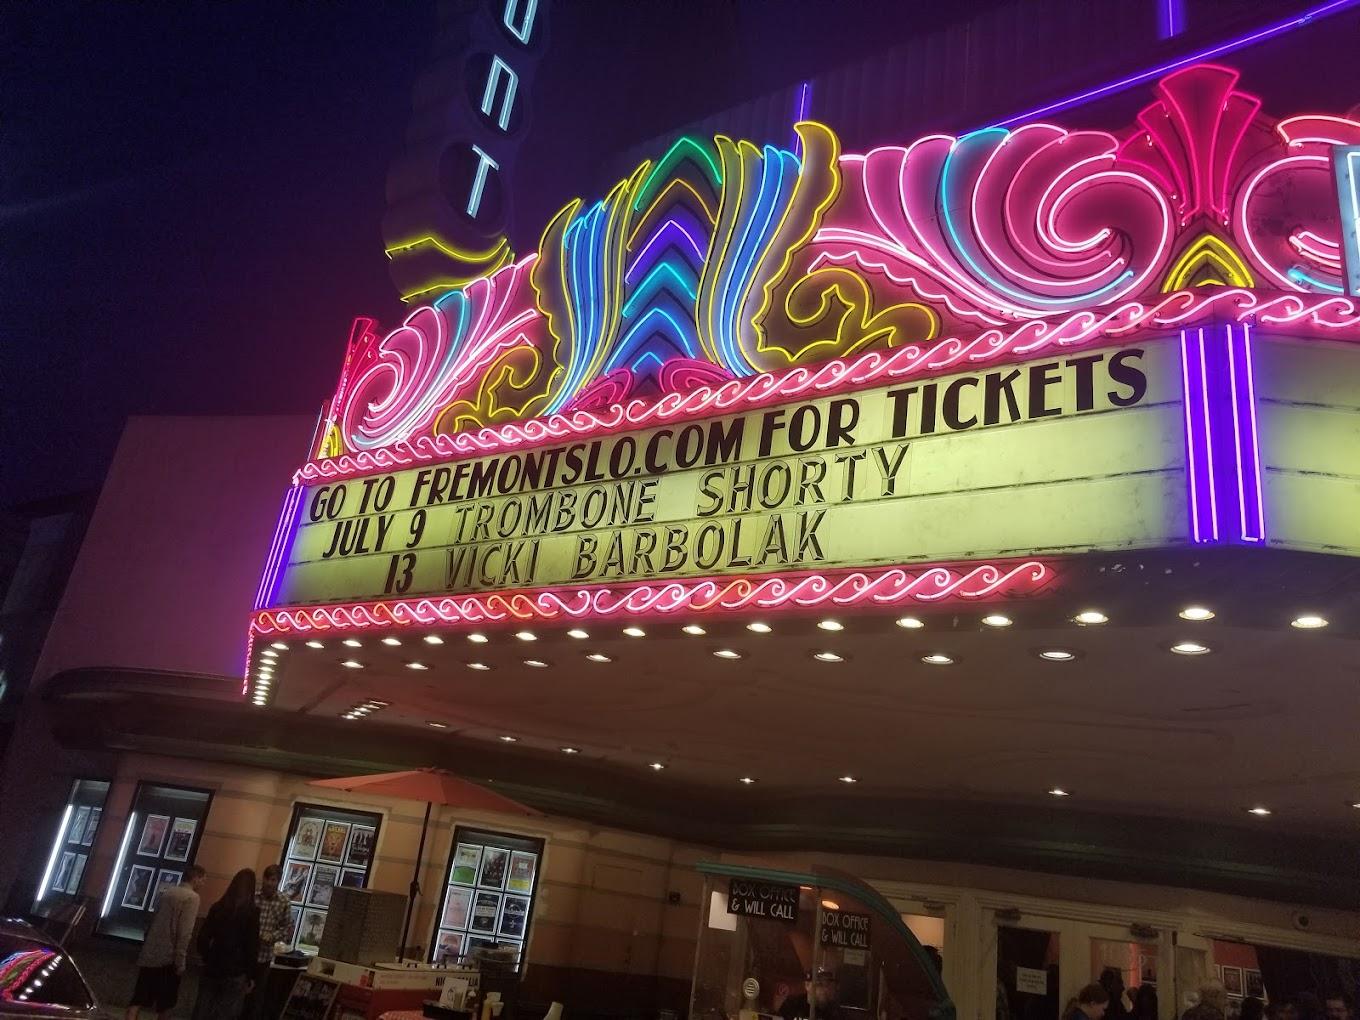 ONT
GO TO FREMONTSLO.COM FOR TICKETS
JULY 9 TROMBONE SHORTY
13 VICKI BARBOLAK
BOX OFFICE
& WILL CALL
BOX OFFICE
& WILL CALL